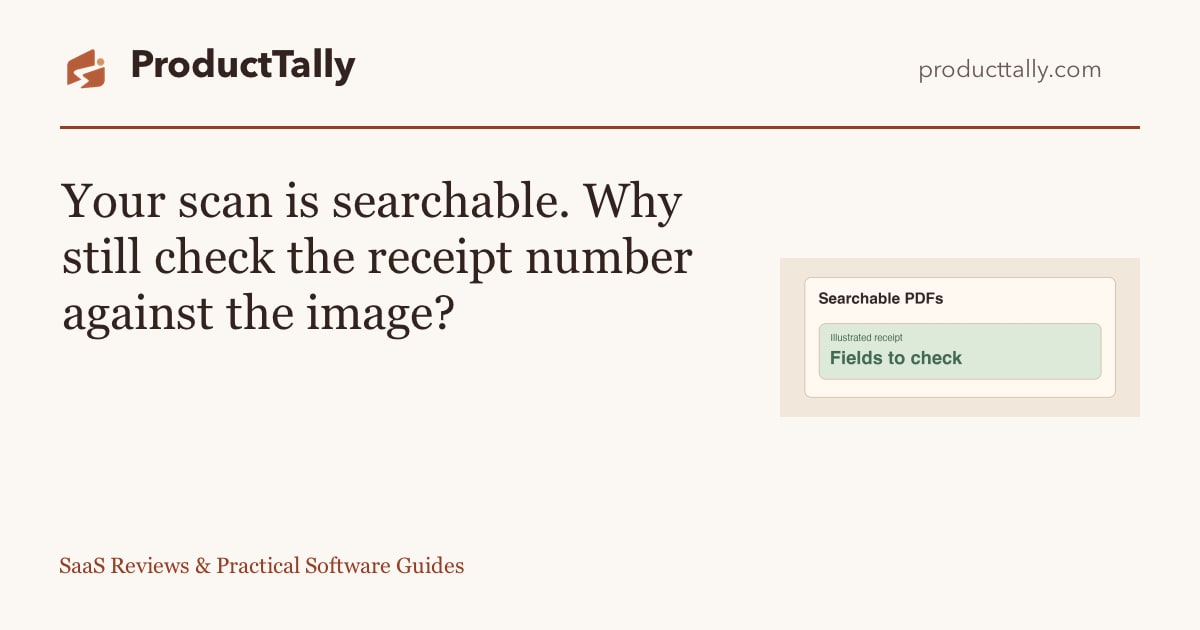 ProductTally
producttally.com
Your scan is searchable. Why
still check the receipt number
against the image?
Searchable PDFs
Illustrated receipt
Fields to check
SaaS Reviews & Practical Software Guides